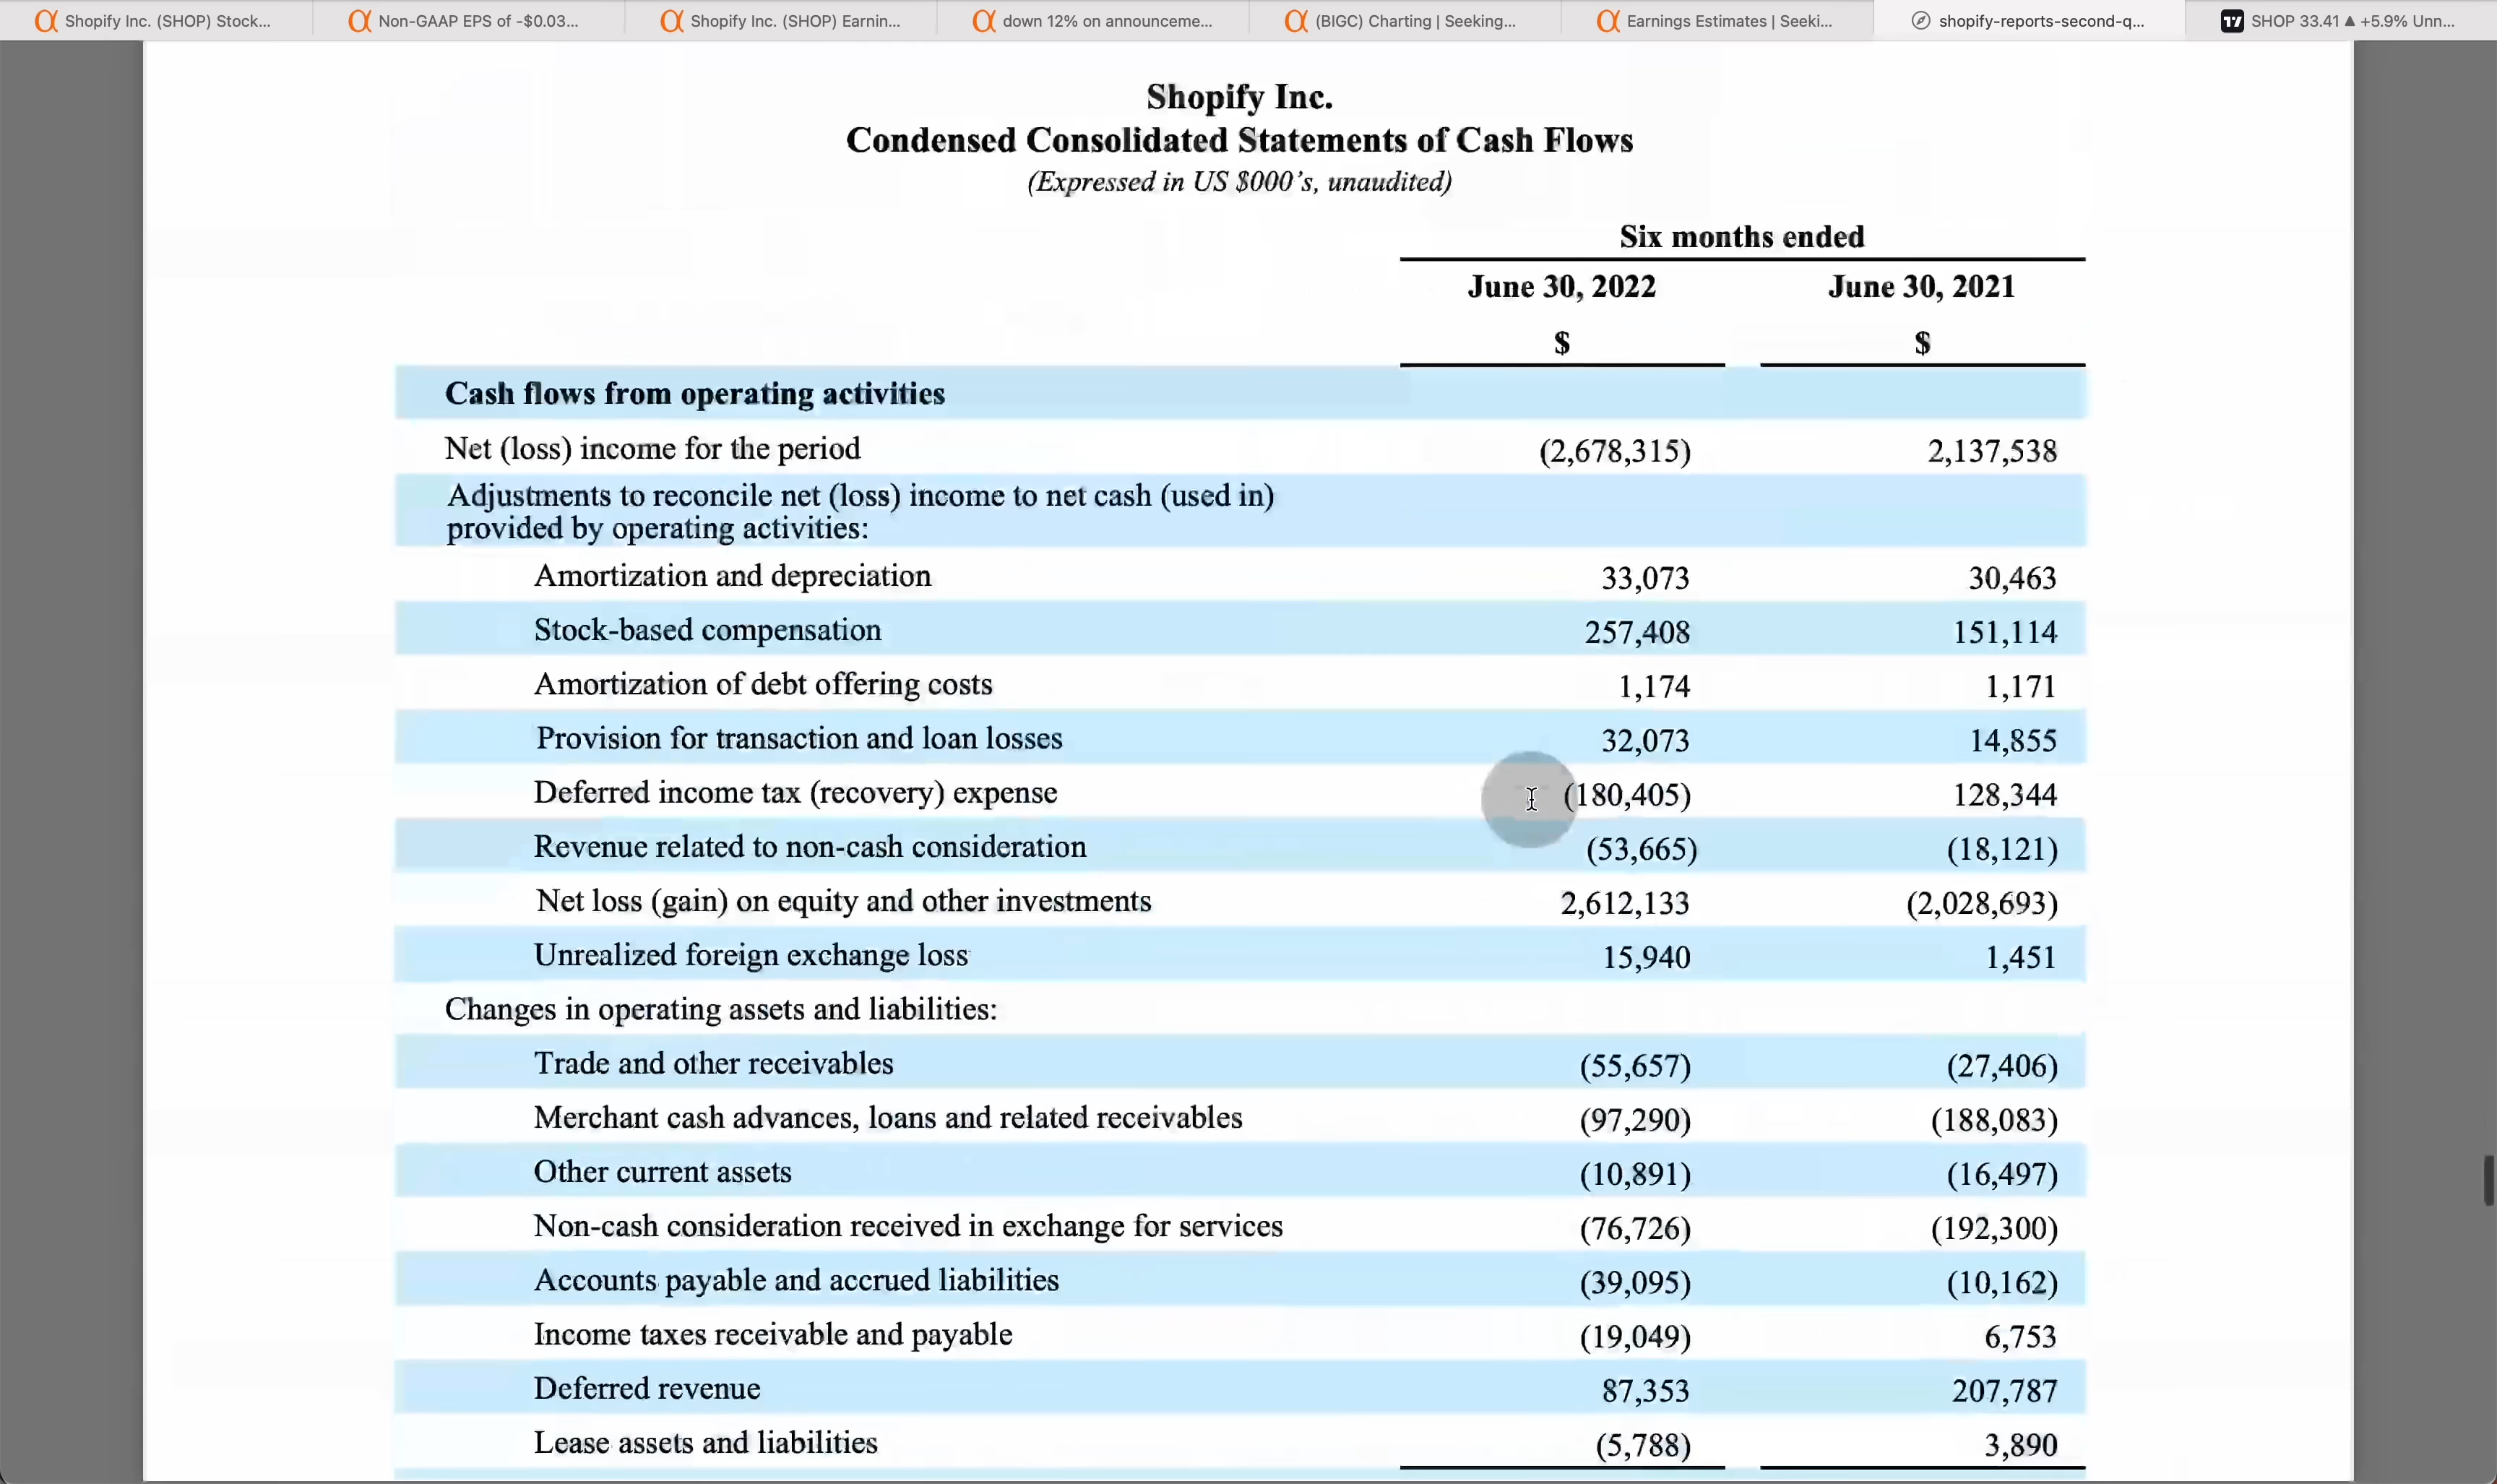 Shopify Inc. (SHOP) Stock...
Non-GAAP EPS of -$0.03...
Shopify Inc. (SHOP) Earnin...
down 12% on announceme...
(BIGC) Charting | Seeking...
Earnings Estimates | Seeki...
shopify-reports-second-q...
SHOP 33.41 ▲ +5.9% Unn...
Shopify Inc.
Condensed Consolidated Statements of Cash Flows
(Expressed in US $000's, unaudited)
Six months ended
June 30, 2022 June 30, 2021
$ $
Cash flows from operating activities
Net (loss) income for the period (2,678,315) 2,137,538
Adjustments to reconcile net (loss) income to net cash (used in)
provided by operating activities:
Amortization and depreciation 33,073 30,463
Stock-based compensation 257,408 151,114
Amortization of debt offering costs 1,174 1,171
Provision for transaction and loan losses 32,073 14,855
Deferred income tax (recovery) expense (180,405) 128,344
Revenue related to non-cash consideration (53,665) (18,121)
Net loss (gain) on equity and other investments 2,612,133 (2,028,693)
Unrealized foreign exchange loss 15,940 1,451
Changes in operating assets and liabilities:
Trade and other receivables (55,657) (27,406)
Merchant cash advances, loans and related receivables (97,290) (188,083)
Other current assets (10,891) (16,497)
Non-cash consideration received in exchange for services (76,726) (192,300)
Accounts payable and accrued liabilities (39,095) (10,162)
Income taxes receivable and payable (19,049) 6,753
Deferred revenue 87,353 207,787
Lease assets and liabilities (5,788) 3,890